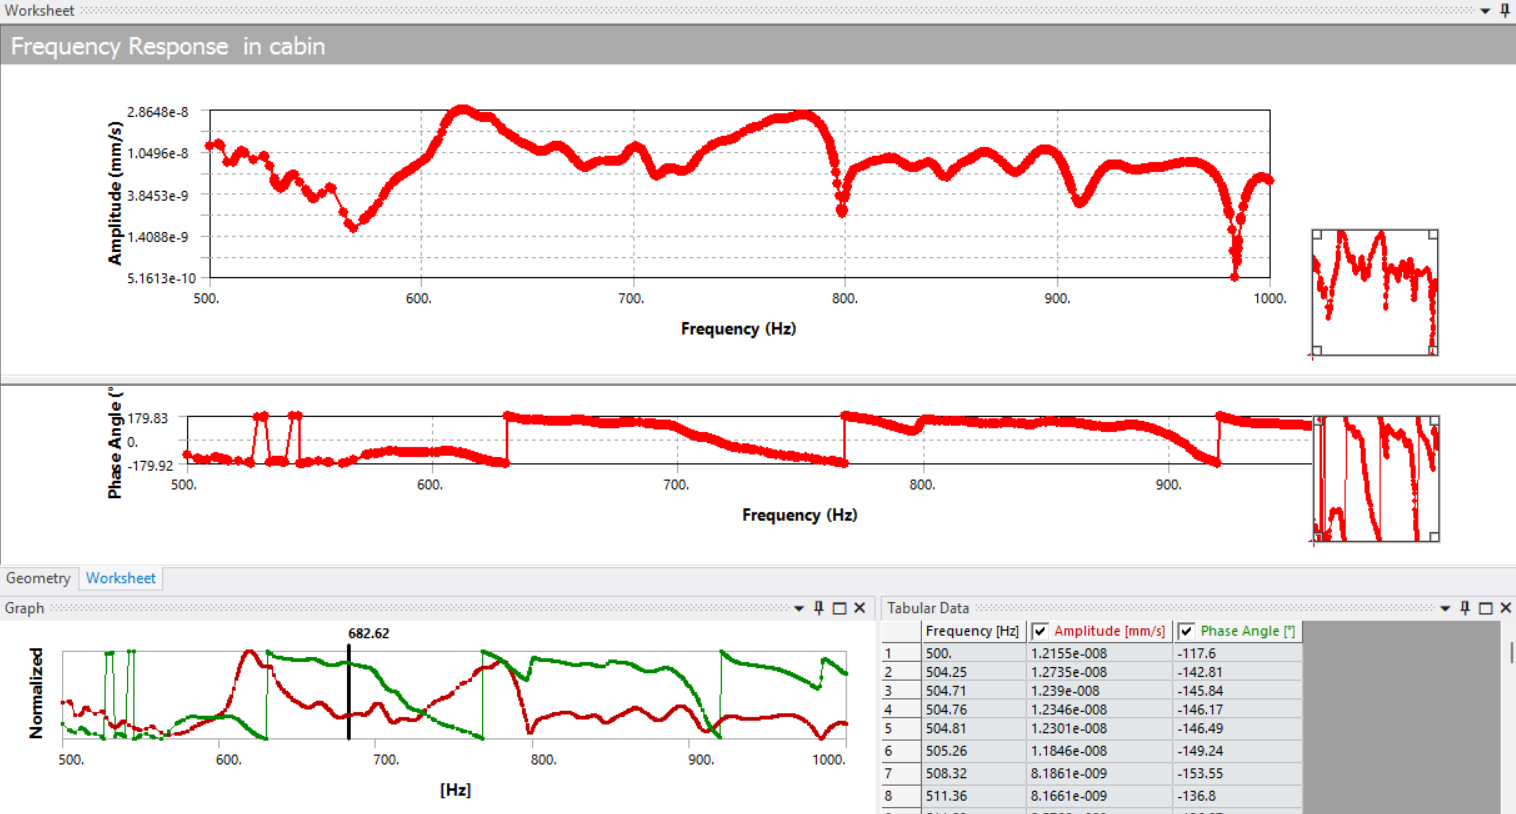 Worksheet
Frequency Response in cabin
Amplitude (mm/s)
2.8648e-8
1.0496e-8
3.8453e-9
1.4088e-9
5.1613e-10
500. 600. 700. 800. 900. 1000.
Frequency (Hz)
Phase Angle (°
179.83
0.
-179.92
500. 600. 700. 800. 900.
Frequency (Hz)
Geometry Worksheet
Graph
682.62
Normalized
500. 600. 700. 800. 900. 1000.
[Hz]
Tabular Data
Frequency [Hz] Amplitude [mm/s] Phase Angle [°]
1 500. 1.2155e-008 -117.6
2 504.25 1.2735e-008 -142.81
3 504.71 1.239e-008 -145.84
4 504.76 1.2346e-008 -146.17
5 504.81 1.2301e-008 -146.49
6 505.26 1.1846e-008 -149.24
7 508.32 8.1861e-009 -153.55
8 511.36 8.1661e-009 -136.8